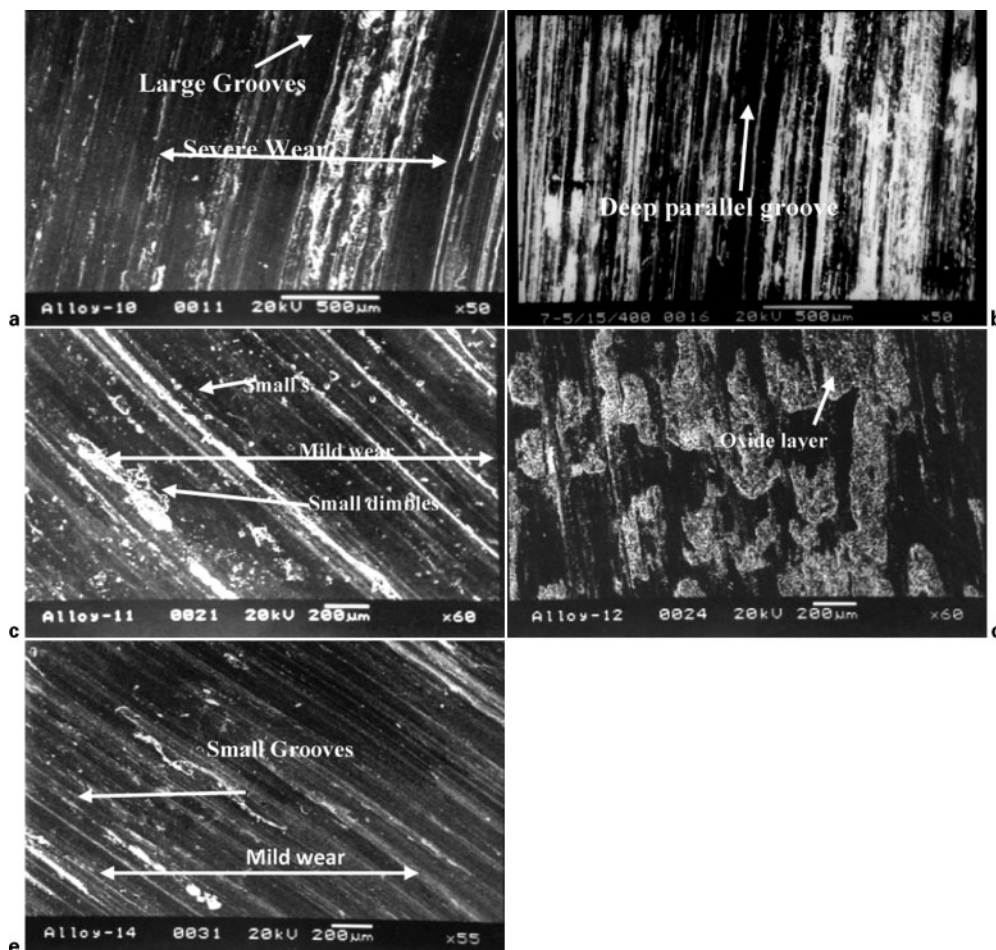 Large Grooves
Severe Wear
Alloy-10 0011 20kV 500µm x50
a
Deep parallel groove
7-5/15/400 0016 20kV 500µm x50
b
Small s
Mild wear
Small dimples
Alloy-11 0021 20kV 200µm x60
c
Oxide layer
Alloy-12 0024 20kV 200µm x60
Small Grooves
Mild wear
Alloy-14 0031 20kV 200µm x55
e